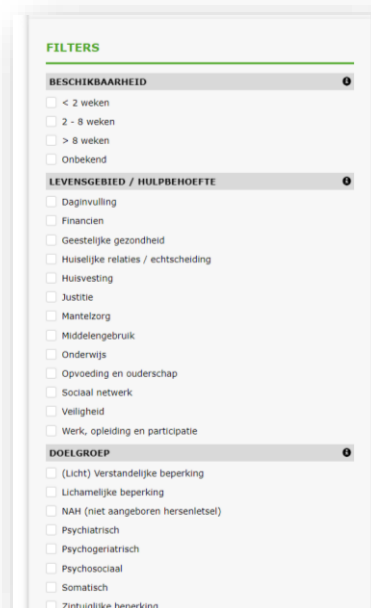 FILTERS
BESCHIKBAARHEID
< 2 weken
2 - 8 weken
> 8 weken
Onbekend
LEVENSGEBIED / HULPBEHOEFTE
Daginvulling
Financien
Geestelijke gezondheid
Huiselijke relaties / echtscheiding
Huisvesting
Justitie
Mantelzorg
Middelengebruik
Onderwijs
Opvoeding en ouderschap
Sociaal netwerk
Veiligheid
Werk, opleiding en participatie
DOELGROEP
(Licht) Verstandelijke beperking
Lichamelijke beperking
NAH (niet aangeboren hersenletsel)
Psychiatrisch
Psychogeriatrisch
Psychosociaal
Somatisch
Zintuiglijke beperking